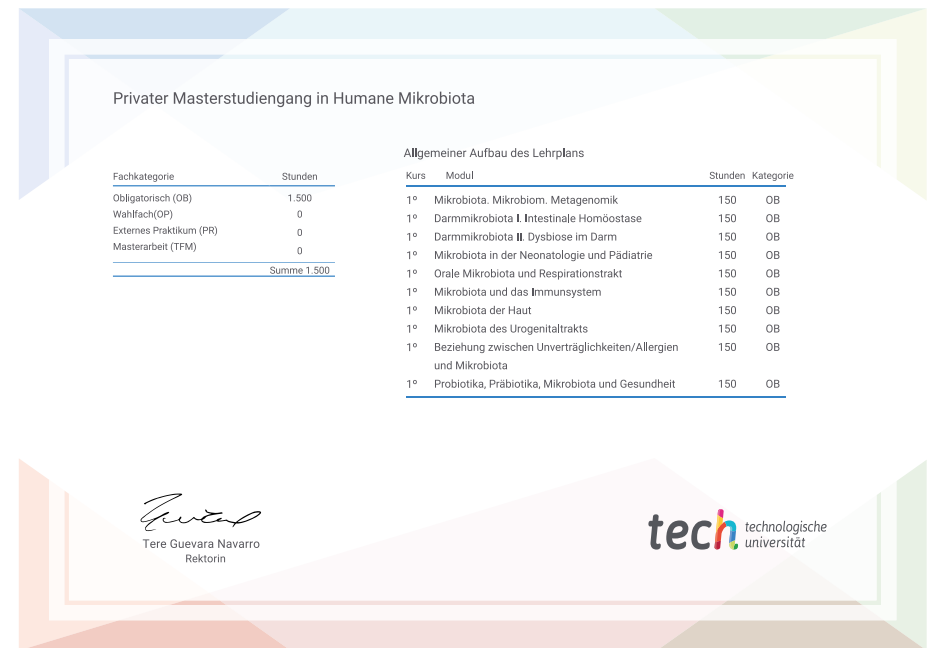 Privater Masterstudiengang in Humane Mikrobiota
Fachkategorie Stunden
Obligatorisch (OB) 1.500
Wahlfach(OP) 0
Externes Praktikum (PR) 0
Masterarbeit (TFM) 0
Summe 1.500
Allgemeiner Aufbau des Lehrplans
Kurs Modul Stunden Kategorie
1º Mikrobiota. Mikrobiom. Metagenomik 150 OB
1º Darmmikrobiota I. Intestinale Homöostase 150 OB
1º Darmmikrobiota II. Dysbiose im Darm 150 OB
1º Mikrobiota in der Neonatologie und Pädiatrie 150 OB
1º Orale Mikrobiota und Respirationstrakt 150 OB
1º Mikrobiota und das Immunsystem 150 OB
1º Mikrobiota der Haut 150 OB
1º Mikrobiota des Urogenitaltrakts 150 OB
1º Beziehung zwischen Unverträglichkeiten/Allergien 150 OB
und Mikrobiota
1º Probiotika, Präbiotika, Mikrobiota und Gesundheit 150 OB
Tere Guevara Navarro
Rektorin
tech technologische
universität